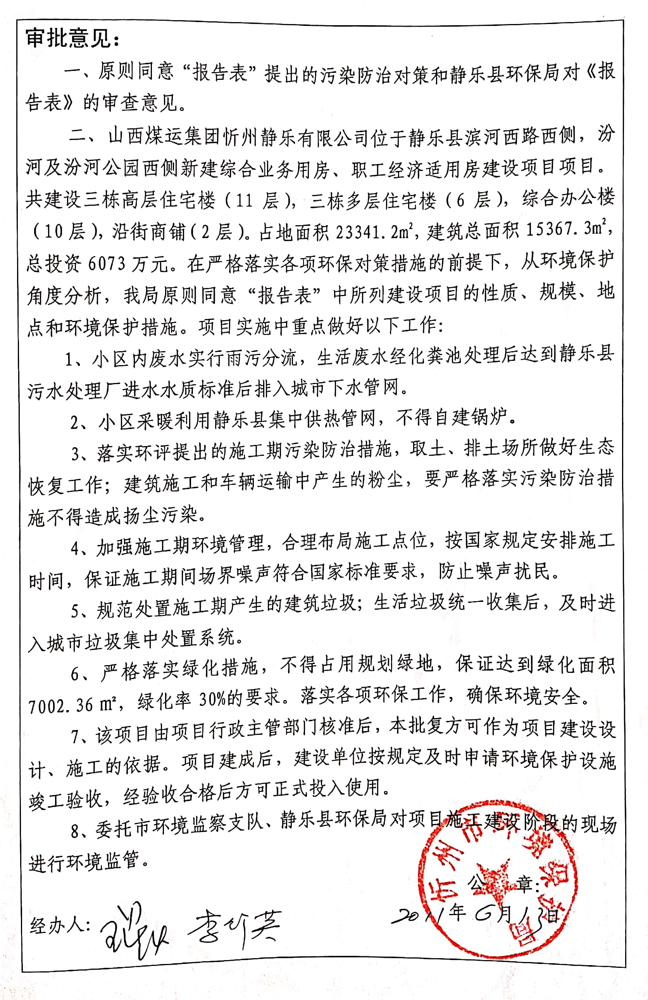 审批意见：
一、原则同意“报告表”提出的污染防治对策和静乐县环保局对《报
告表》的审查意见。
二、山西煤运集团忻州静乐有限公司位于静乐县滨河西路西侧，汾
河及汾河公园西侧新建综合业务用房、职工经济适用房建设项目项目。
共建设三栋高层住宅楼（11 层），三栋多层住宅楼（6 层），综合办公楼
（10 层），沿街商铺（2 层）。占地面积 23341.2m²，建筑总面积 15367.3m²，
总投资 6073 万元。在严格落实各项环保对策措施的前提下，从环境保护
角度分析，我局原则同意“报告表”中所列建设项目的性质、规模、地
点和环境保护措施。项目实施中重点做好以下工作：
1、小区内废水实行雨污分流，生活废水经化粪池处理后达到静乐县
污水处理厂进水水质标准后排入城市下水管网。
2、小区采暖利用静乐县集中供热管网，不得自建锅炉。
3、落实环评提出的施工期污染防治措施，取土、排土场所做好生态
恢复工作；建筑施工和车辆运输中产生的粉尘，要严格落实污染防治措
施不得造成扬尘污染。
4、加强施工期环境管理，合理布局施工点位，按国家规定安排施工
时间，保证施工期间场界噪声符合国家标准要求，防止噪声扰民。
5、规范处置施工期产生的建筑垃圾；生活垃圾统一收集后，及时进
入城市垃圾集中处置系统。
6、严格落实绿化措施，不得占用规划绿地，保证达到绿化面积
7002.36 m²，绿化率 30%的要求。落实各项环保工作，确保环境安全。
7、该项目由项目行政主管部门核准后，本批复方可作为项目建设设
计、施工的依据。项目建成后，建设单位按规定及时申请环境保护设施
竣工验收，经验收合格后方可正式投入使用。
8、委托市环境监察支队、静乐县环保局对项目施工建设阶段的现场
进行环境监管。
忻州市环境保护局
公 章：
经办人： 李
2011年6月13日